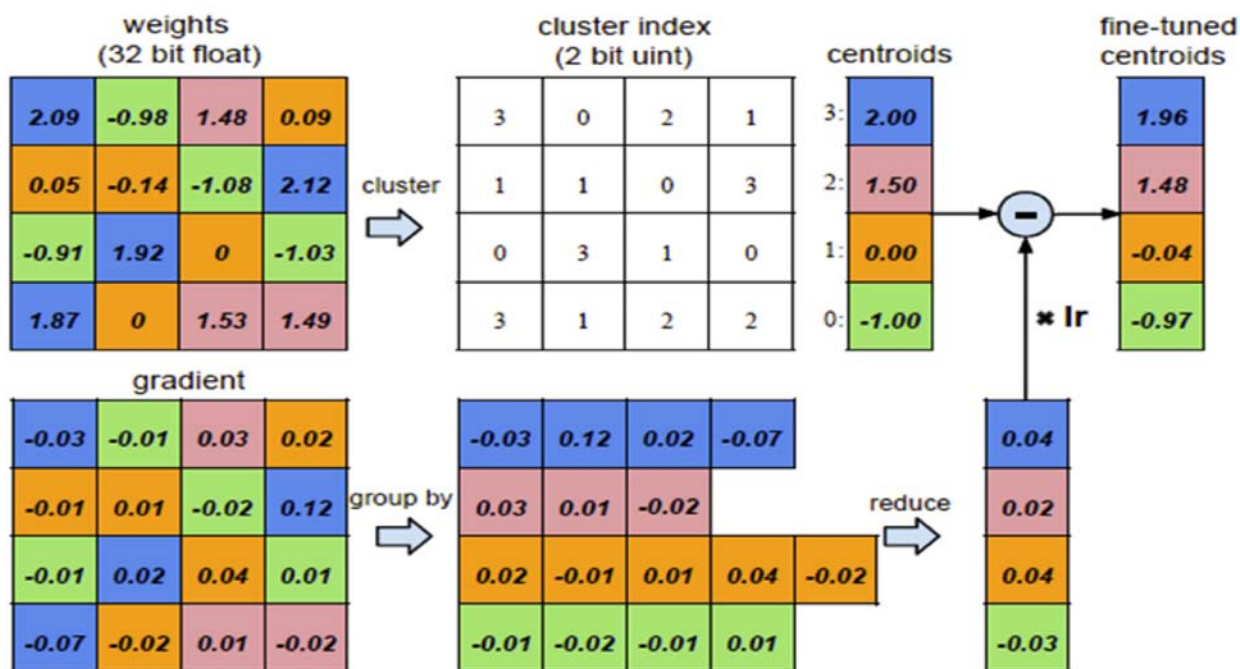 weights
(32 bit float)
cluster index
(2 bit uint)
centroids
fine-tuned
centroids
2.09 -0.98 1.48 0.09
3 0 2 1
3: 2.00
1.96
0.05 -0.14 -1.08 2.12
cluster
1 1 0 3
2: 1.50
1.48
-0.91 1.92 0 -1.03
0 3 1 0
1: 0.00
-0.04
1.87 0 1.53 1.49
3 1 2 2
0: -1.00
-0.97
× lr
gradient
-0.03 -0.01 0.03 0.02
-0.03 0.12 0.02 -0.07
0.04
-0.01 0.01 -0.02 0.12
group by
0.03 0.01 -0.02
reduce
0.02
-0.01 0.02 0.04 0.01
0.02 -0.01 0.01 0.04 -0.02
0.04
-0.07 -0.02 0.01 -0.02
-0.01 -0.02 -0.01 0.01
-0.03